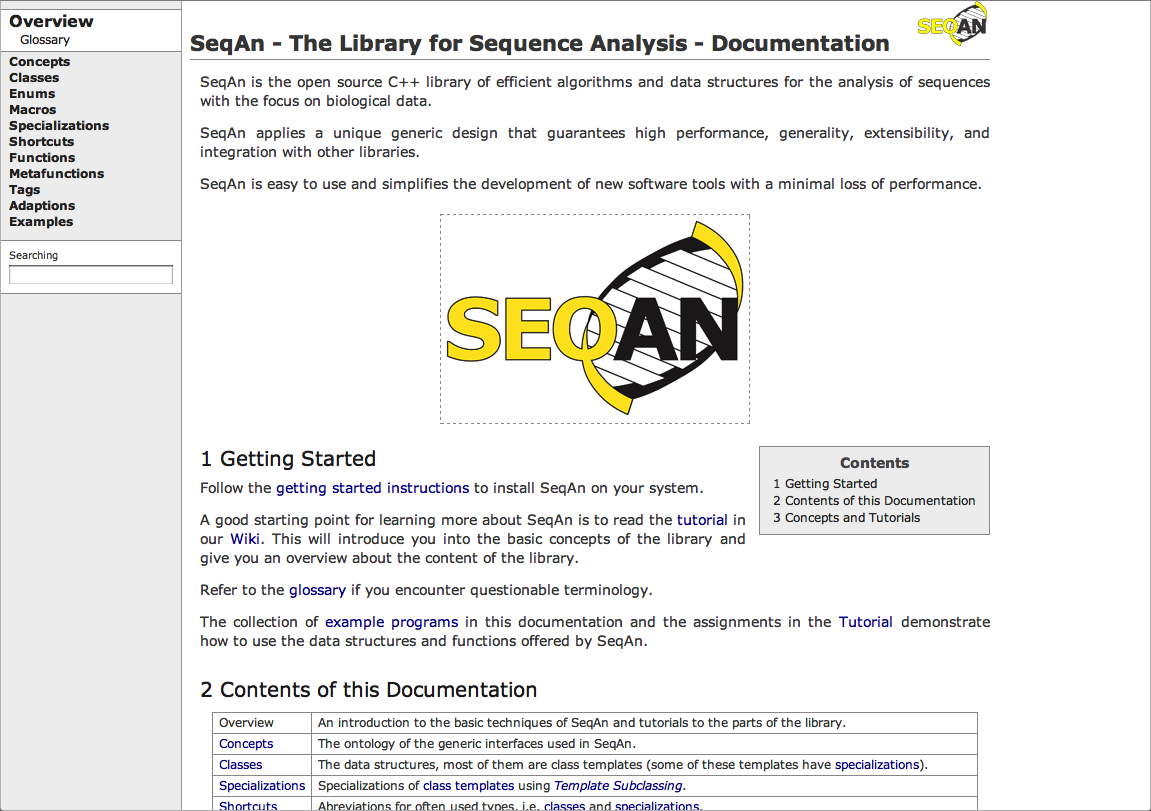 Overview
Glossary
Concepts
Classes
Enums
Macros
Specializations
Shortcuts
Functions
Metafunctions
Tags
Adaptions
Examples
Searching
SEQAN
SeqAn - The Library for Sequence Analysis - Documentation
SeqAn is the open source C++ library of efficient algorithms and data structures for the analysis of sequences
with the focus on biological data.
SeqAn applies a unique generic design that guarantees high performance, generality, extensibility, and
integration with other libraries.
SeqAn is easy to use and simplifies the development of new software tools with a minimal loss of performance.
SEQAN
1 Getting Started
Follow the getting started instructions to install SeqAn on your system.
A good starting point for learning more about SeqAn is to read the tutorial in
our Wiki. This will introduce you into the basic concepts of the library and
give you an overview about the content of the library.
Refer to the glossary if you encounter questionable terminology.
The collection of example programs in this documentation and the assignments in the Tutorial demonstrate
how to use the data structures and functions offered by SeqAn.
Contents
1 Getting Started
2 Contents of this Documentation
3 Concepts and Tutorials
2 Contents of this Documentation
Overview An introduction to the basic techniques of SeqAn and tutorials to the parts of the library.
Concepts The ontology of the generic interfaces used in SeqAn.
Classes The data structures, most of them are class templates (some of these templates have specializations).
Specializations Specializations of class templates using Template Subclassing.
Shortcuts Abreviations for often used types, i.e. classes and specializations.